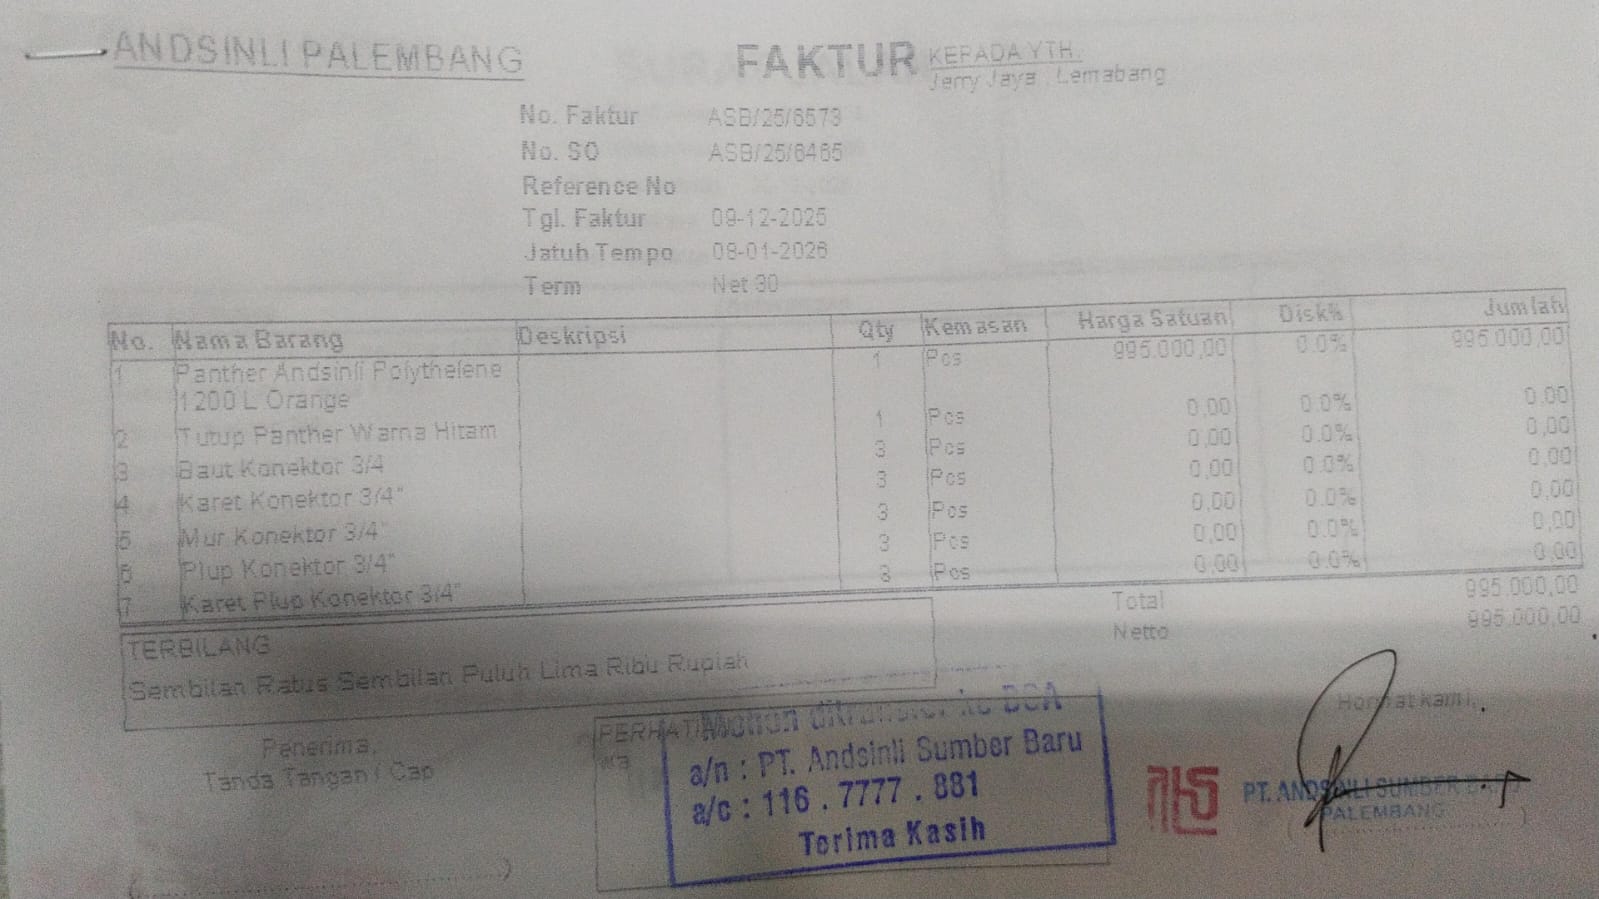 ANDSINLI PALEMBANG
FAKTUR
KEPADA YTH.
Jerry Jaya , Lemabang
No. Faktur ASB/25/6573
No. SO ASB/25/6465
Reference No
Tgl. Faktur 09-12-2025
Jatuh Tempo 08-01-2026
Term Net 30
No. Nama Barang Deskripsi Qty Kemasan Harga Satuan Disk% Jumlah
1 Panther Andsinli Polythelene 1 Pcs 995.000,00 0.0% 995.000,00
1200 L Orange
2 Tutup Panther Warna Hitam 1 Pcs 0,00 0.0% 0,00
3 Baut Konektor 3/4 3 Pcs 0,00 0.0% 0,00
4 Karet Konektor 3/4" 3 Pcs 0,00 0.0% 0,00
5 Mur Konektor 3/4" 3 Pcs 0,00 0.0% 0,00
6 Plup Konektor 3/4" 3 Pcs 0,00 0.0% 0,00
7 Karet Plup Konektor 3/4" 3 Pcs 0,00 0.0% 0,00
Total 995.000,00
Netto 995.000,00
TERBILANG
Sembilan Ratus Sembilan Puluh Lima Ribu Rupiah
Penerima,
Tanda Tangan / Cap
PERHATI
Mohon ditransfer ke BCA
a/n : PT. Andsinli Sumber Baru
a/c : 116 . 7777 . 881
Terima Kasih
Hormat kami,
PT. ANDSINLI SUMBER BARU
PALEMBANG